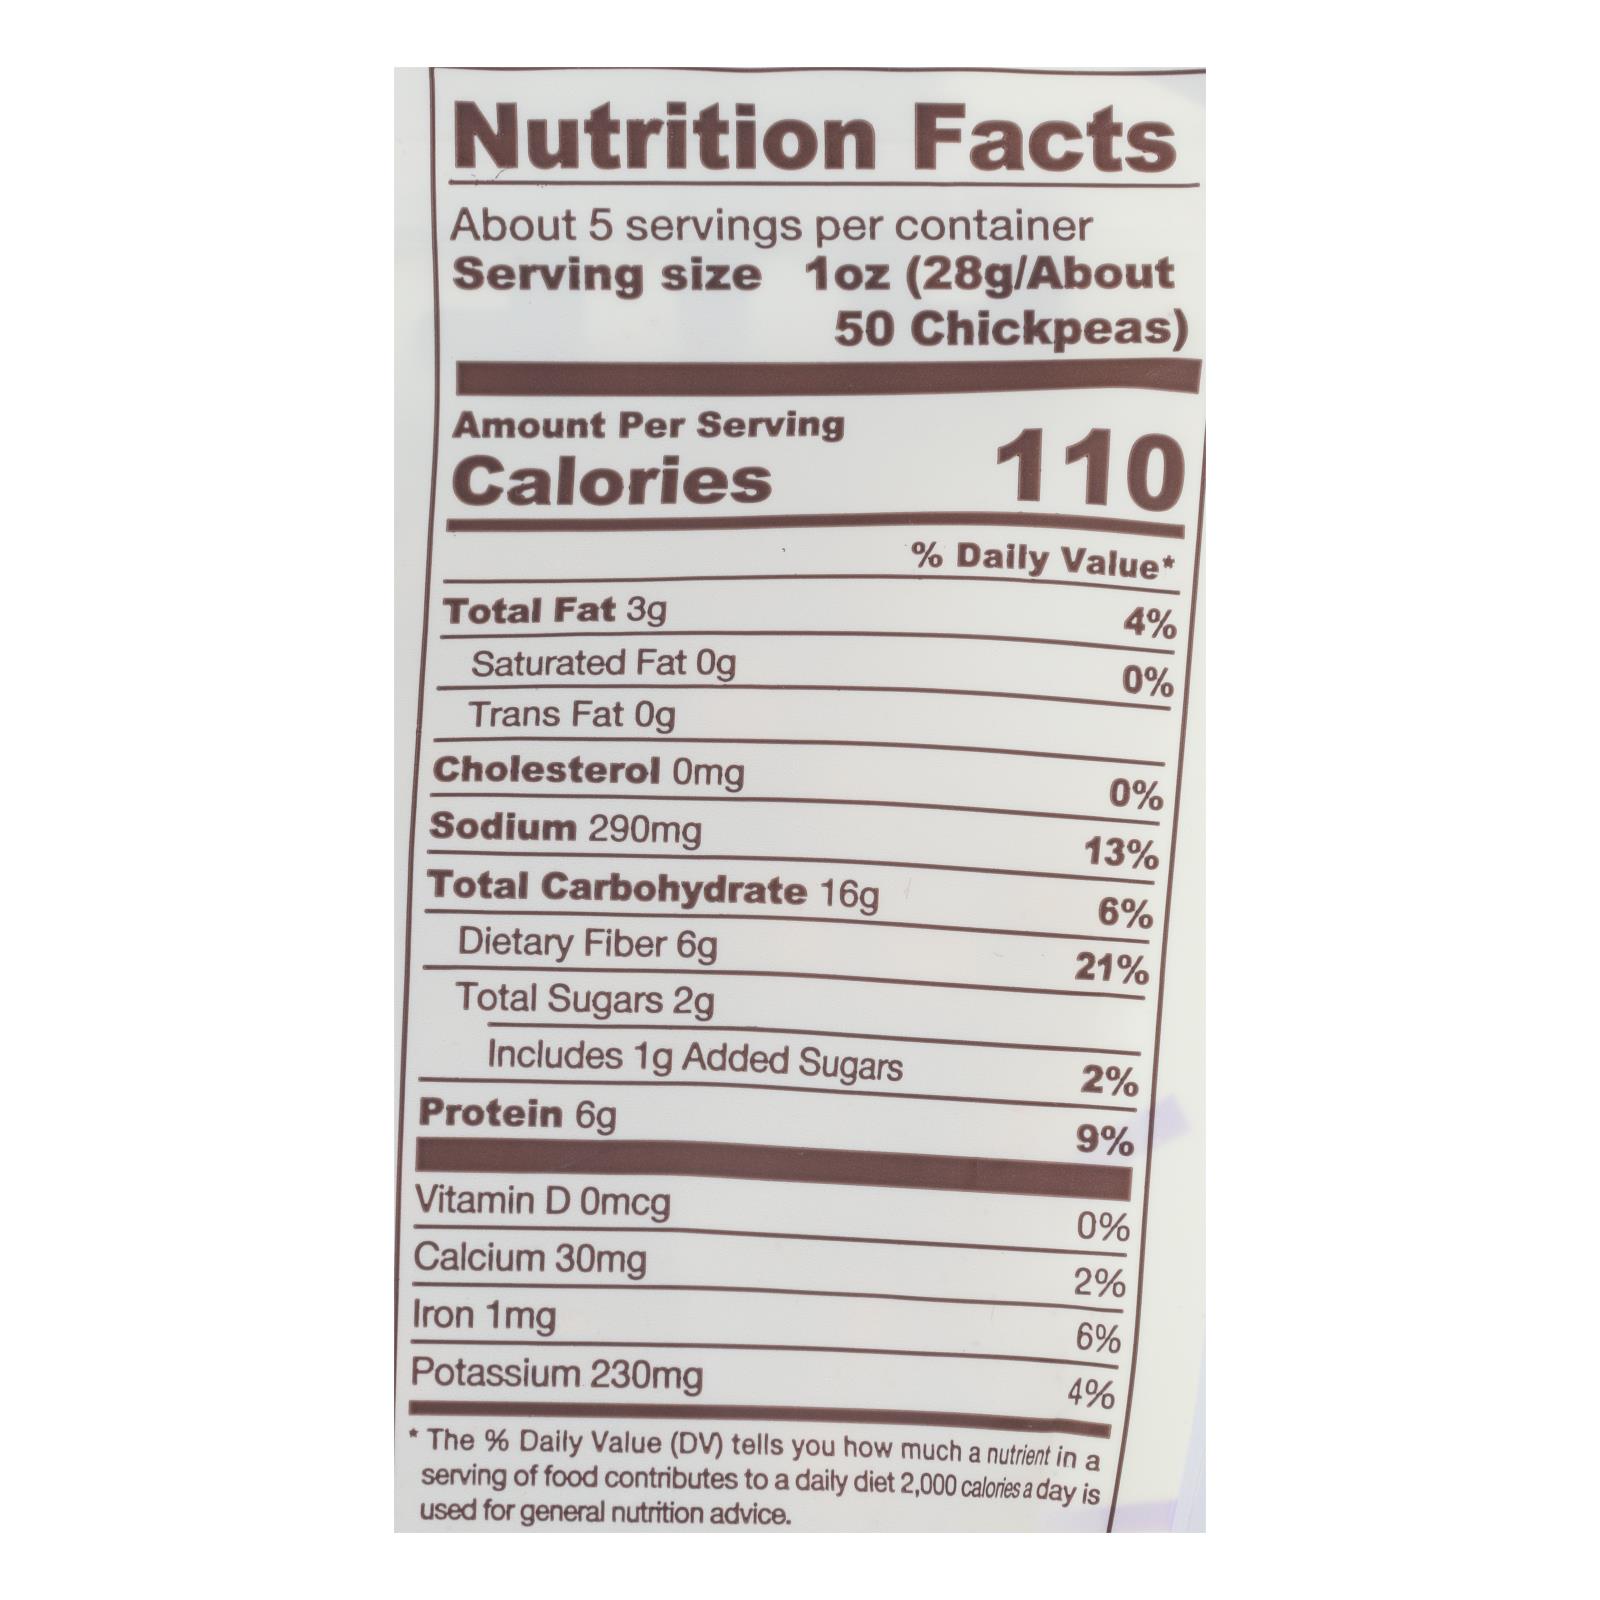 Nutrition Facts
About 5 servings per container
Serving size 1oz (28g/About
50 Chickpeas)
Amount Per Serving
Calories 110
% Daily Value*
Total Fat 3g 4%
Saturated Fat 0g 0%
Trans Fat 0g
Cholesterol 0mg 0%
Sodium 290mg 13%
Total Carbohydrate 16g 6%
Dietary Fiber 6g 21%
Total Sugars 2g
Includes 1g Added Sugars 2%
Protein 6g 9%
Vitamin D 0mcg 0%
Calcium 30mg 2%
Iron 1mg 6%
Potassium 230mg 4%
* The % Daily Value (DV) tells you how much a nutrient in a
serving of food contributes to a daily diet 2,000 calories a day is
used for general nutrition advice.